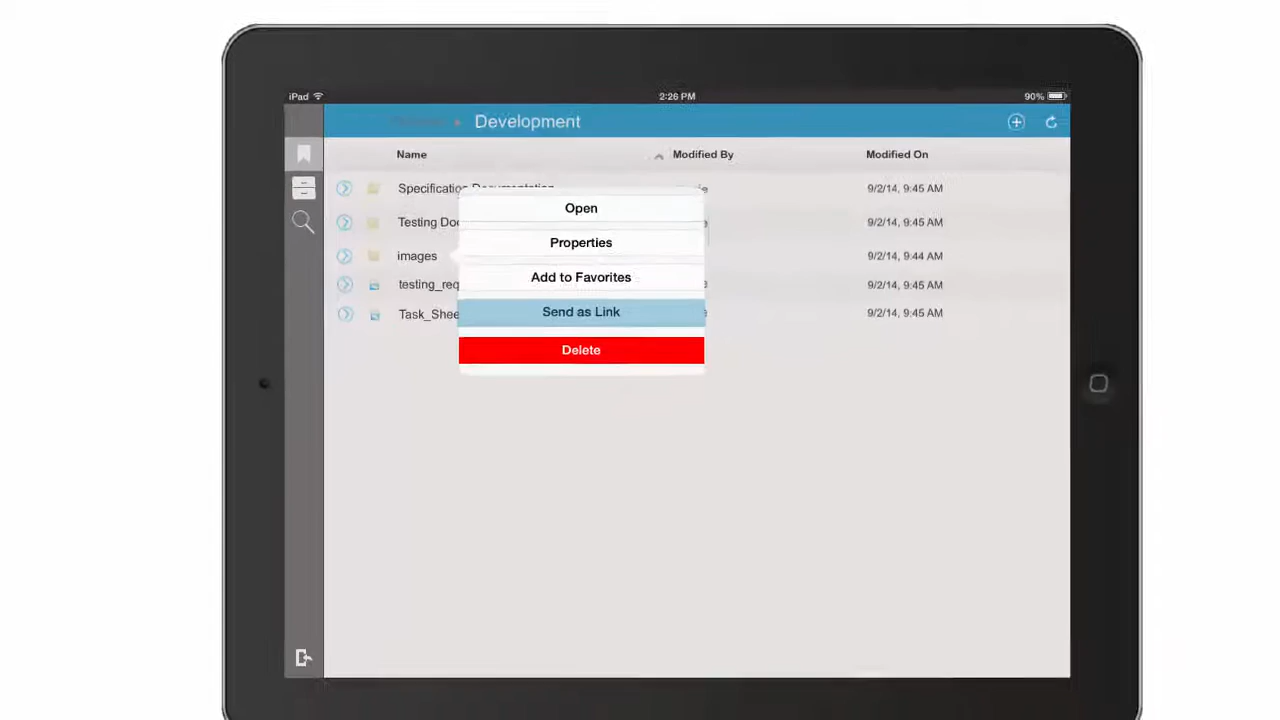 iPad 2:26 PM 90%
Development
Name Modified By Modified On
Specification Documentation 9/2/14, 9:45 AM
Open
Testing Doc 9/2/14, 9:45 AM
Properties
images 9/2/14, 9:44 AM
Add to Favorites
testing_req 9/2/14, 9:45 AM
Send as Link
Task_Shee 9/2/14, 9:45 AM
Delete